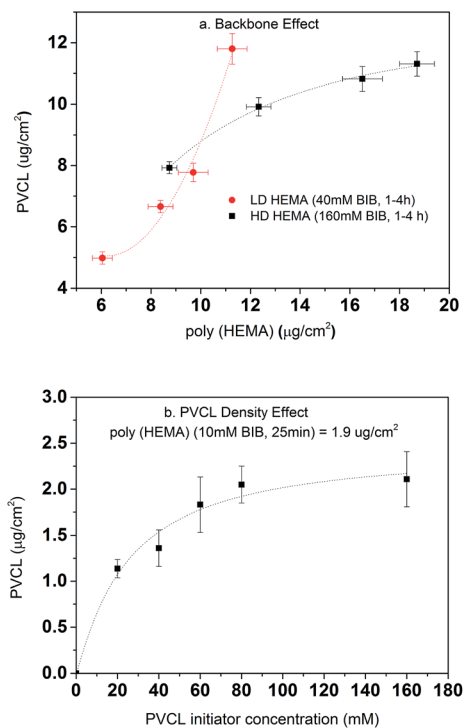 a. Backbone Effect
12
10
8
6
4
PVCL (ug/cm²)
LD HEMA (40mM BIB, 1-4h)
HD HEMA (160mM BIB, 1-4 h)
6 8 10 12 14 16 18 20
poly (HEMA) (μg/cm²)
b. PVCL Density Effect
poly (HEMA) (10mM BIB, 25min) = 1.9 ug/cm²
3.0
2.5
2.0
1.5
1.0
0.5
0.0
PVCL (μg/cm²)
0 20 40 60 80 100 120 140 160 180
PVCL initiator concentration (mM)